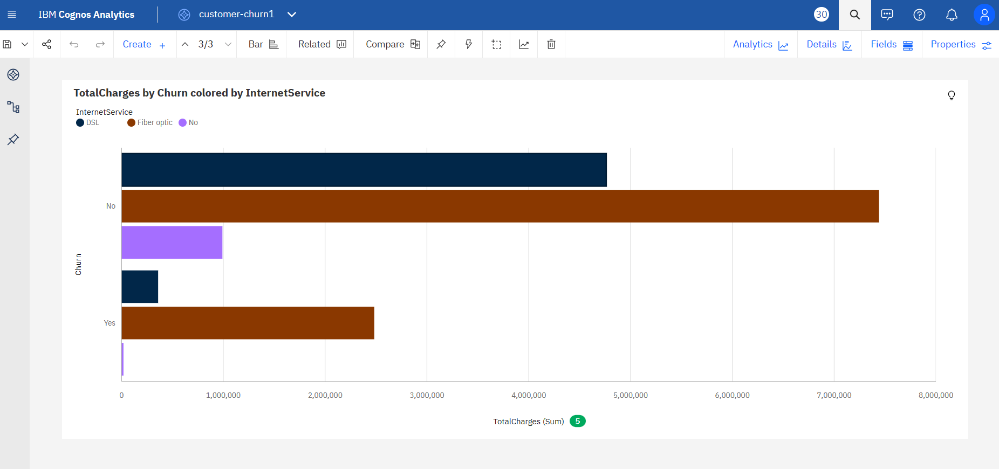 IBM Cognos Analytics customer-churn1 30
Create 3/3 Bar Related Compare Analytics Details Fields Properties
TotalCharges by Churn colored by InternetService
InternetService
DSL Fiber optic No
No
Churn
Yes
0 1,000,000 2,000,000 3,000,000 4,000,000 5,000,000 6,000,000 7,000,000 8,000,000
TotalCharges (Sum) 5